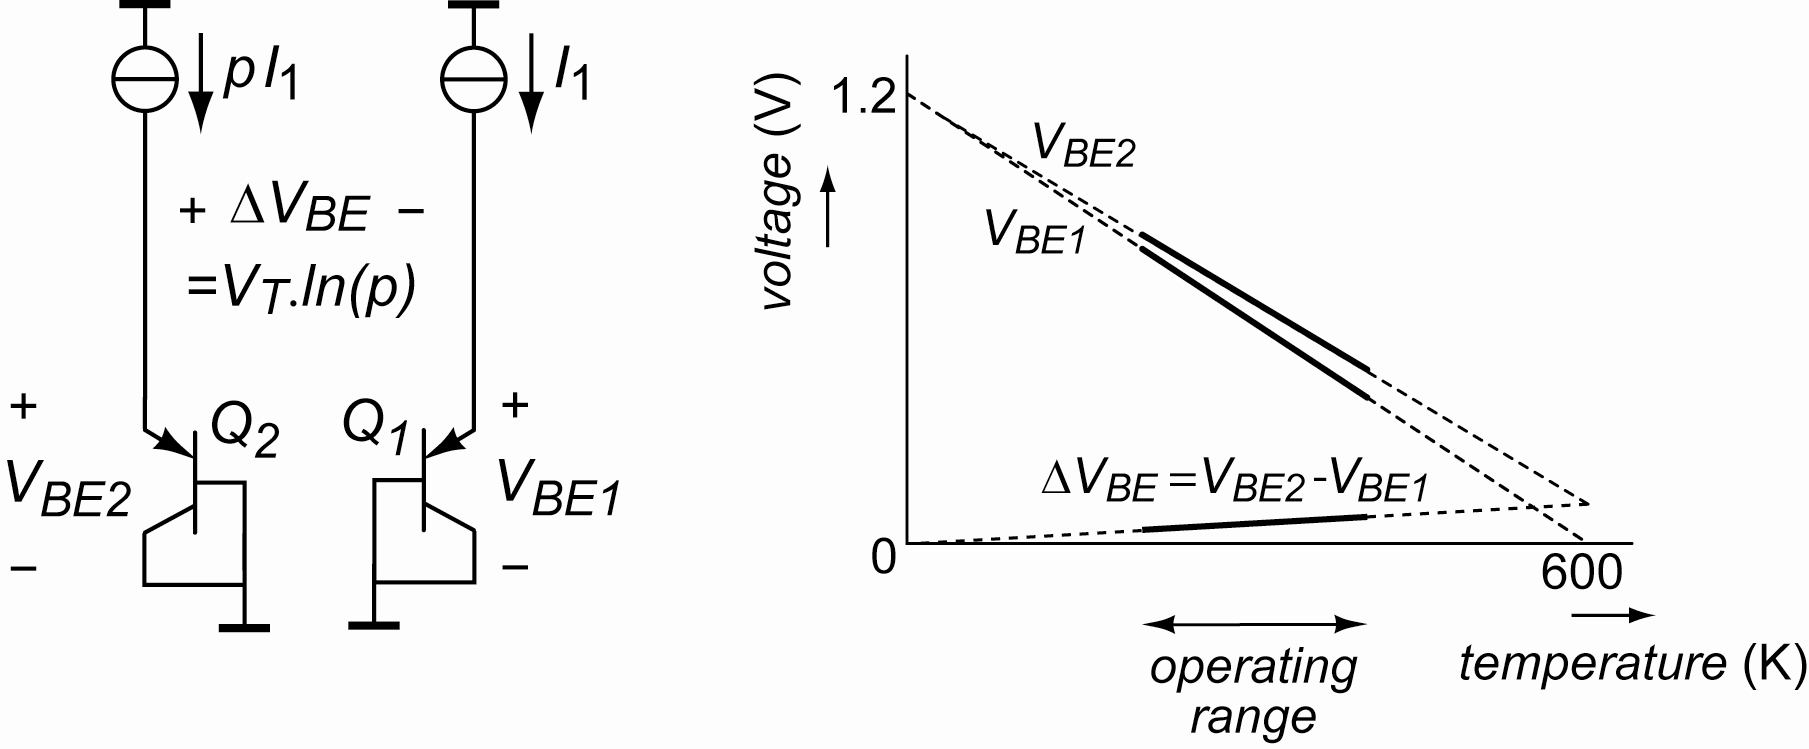 p I1
I1
+ ΔVBE −
=VT.ln(p)
+
VBE2
−
Q2
Q1
+
VBE1
−
voltage (V)
1.2
0
VBE2
VBE1
ΔVBE =VBE2 -VBE1
600
temperature (K)
operating
range